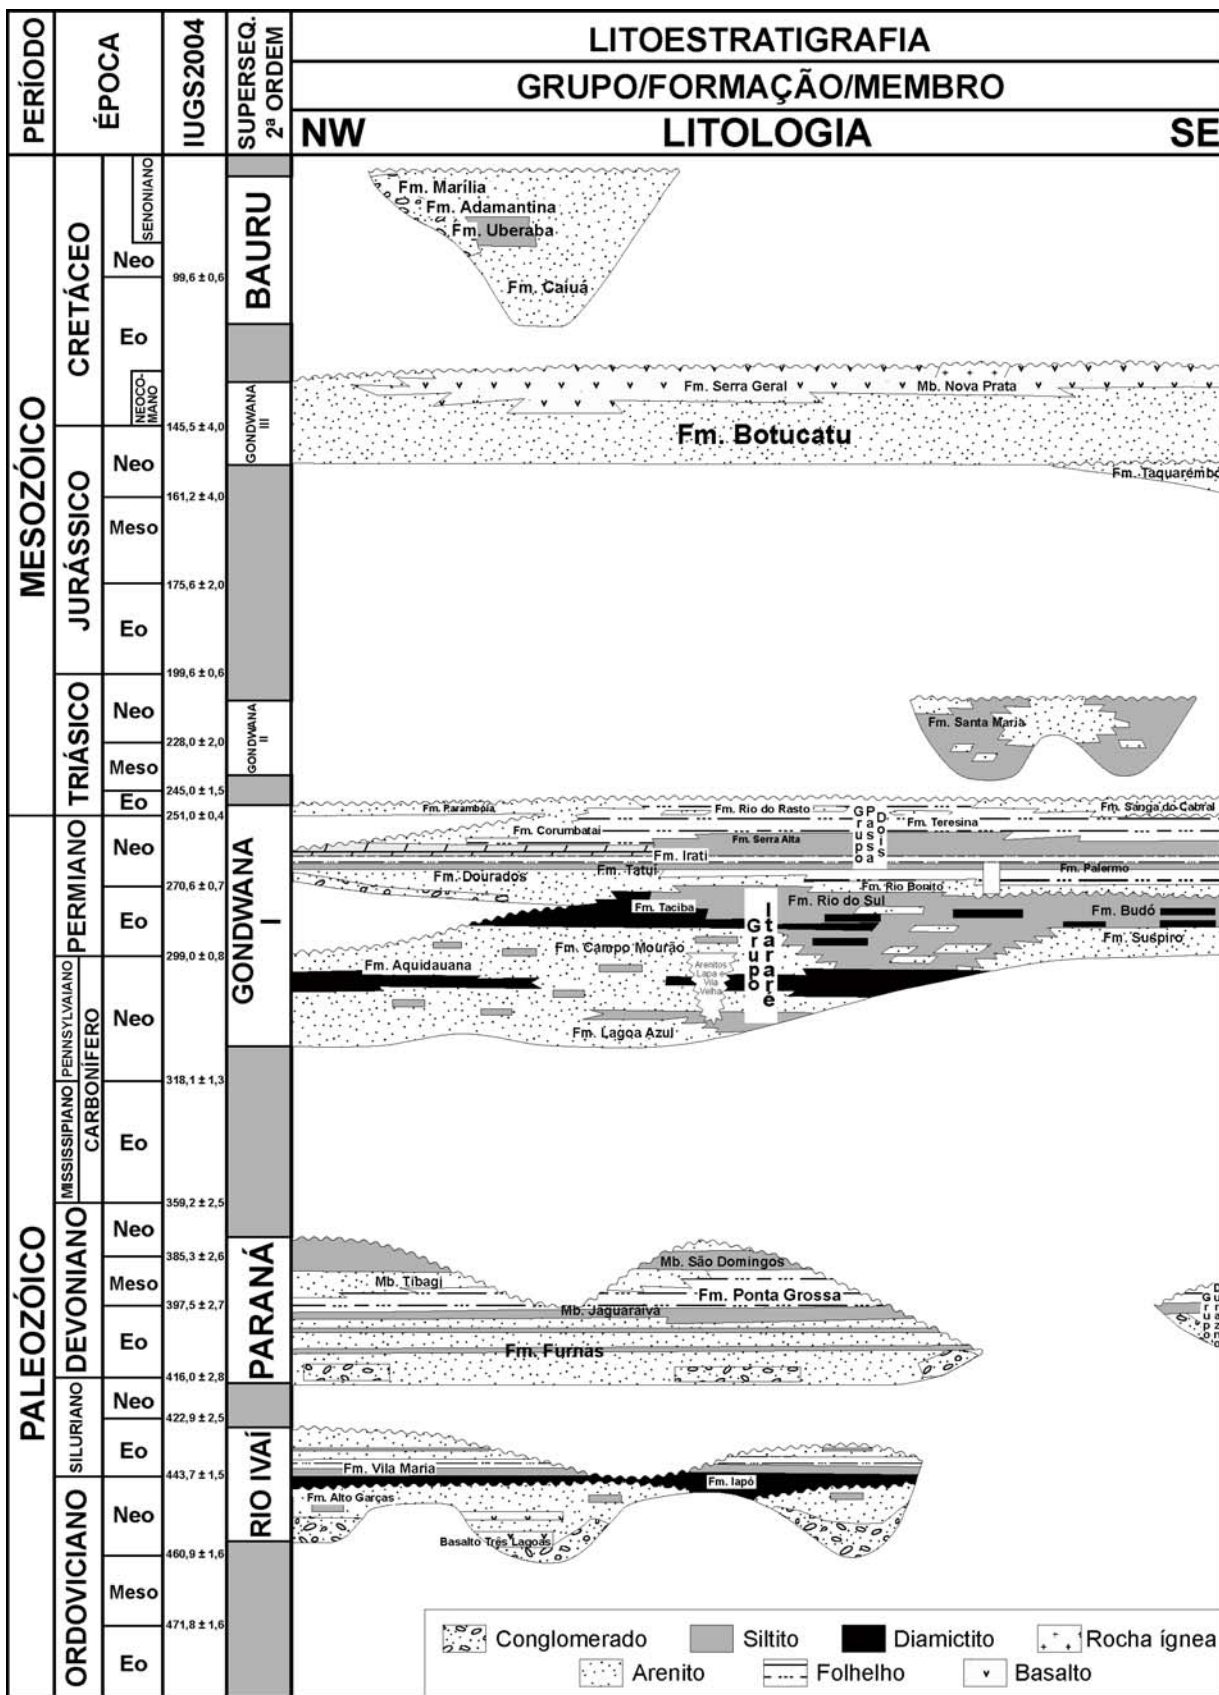 PERÍODO
ÉPOCA
IUGS2004
SUPERSEQ.
2ª ORDEM
LITOESTRATIGRAFIA
GRUPO/FORMAÇÃO/MEMBRO
NW
LITOLOGIA
SE
MESOZÓICO
CRETÁCEO
SENONIANO
Neo
99,6 ± 0,6
Eo
NEOCO-
MANO
145,5 ± 4,0
JURÁSSICO
Neo
161,2 ± 4,0
Meso
175,6 ± 2,0
Eo
199,6 ± 0,6
TRIÁSICO
Neo
228,0 ± 2,0
Meso
245,0 ± 1,5
Eo
251,0 ± 0,4
PALEOZÓICO
PERMIANO
Neo
270,6 ± 0,7
Eo
299,0 ± 0,8
CARBONÍFERO
PENNSYLVAIANO
Neo
318,1 ± 1,3
MISSISSIPIANO
Eo
359,2 ± 2,5
DEVONIANO
Neo
385,3 ± 2,6
Meso
397,5 ± 2,7
Eo
416,0 ± 2,8
SILURIANO
Neo
422,9 ± 2,5
Eo
443,7 ± 1,5
ORDOVICIANO
Neo
460,9 ± 1,6
Meso
471,8 ± 1,6
Eo
BAURU
GONDWANA
III
GONDWANA
II
GONDWANA
I
PARANÁ
RIO IVAÍ
Fm. Marília
Fm. Adamantina
Fm. Uberaba
Fm. Caiuá
Fm. Serra Geral
Mb. Nova Prata
Fm. Botucatu
Fm. Taquarembó
Fm. Santa Maria
Fm. Paramboia
Fm. Rio do Rasto
Fm. Sanga do Cabral
Grupo
Passa
Dois
Fm. Corumbataí
Fm. Teresina
Fm. Serra Alta
Fm. Irati
Fm. Dourados
Fm. Tatuí
Fm. Palermo
Fm. Rio Bonito
Fm. Taciba
Fm. Rio do Sul
Fm. Budó
Grupo
Itararé
Fm. Campo Mourão
Fm. Suspiro
Fm. Aquidauana
Arenitos
Lapa e
Vila
Velha
Fm. Lagoa Azul
Mb. São Domingos
Mb. Tibagi
Fm. Ponta Grossa
Mb. Jaguaraíva
Grupo
Fm. Furnas
Fm. Vila Maria
Fm. Iapó
Fm. Alto Garças
Basalto Três Lagoas
Conglomerado
Siltito
Diamictito
Rocha ígnea
Arenito
Folhelho
Basalto